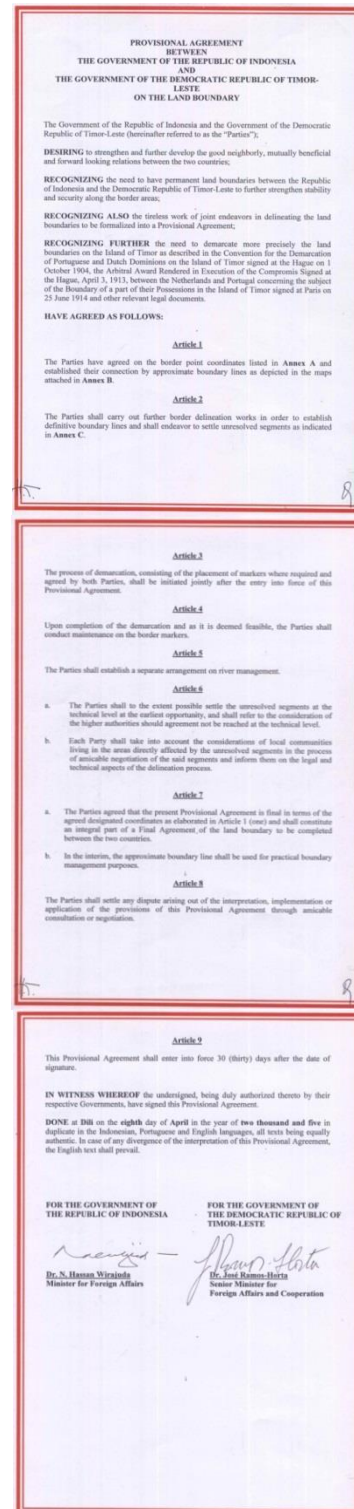 PROVISIONAL AGREEMENT
BETWEEN
THE GOVERNMENT OF THE REPUBLIC OF INDONESIA
AND
THE GOVERNMENT OF THE DEMOCRATIC REPUBLIC OF TIMOR-
LESTE
ON THE LAND BOUNDARY
The Government of the Republic of Indonesia and the Government of the Democratic
Republic of Timor-Leste (hereinafter referred to as the "Parties");
DESIRING to strengthen and further develop the good neighborly, mutually beneficial
and forward looking relations between the two countries;
RECOGNIZING the need to have permanent land boundaries between the Republic
of Indonesia and the Democratic Republic of Timor-Leste to further strengthen stability
and security along the border areas;
RECOGNIZING ALSO the tireless work of joint endeavors in delineating the land
boundaries to be formalized into a Provisional Agreement;
RECOGNIZING FURTHER the need to demarcate more precisely the land
boundaries on the Island of Timor as described in the Convention for the Demarcation
of Portuguese and Dutch Dominions on the Island of Timor signed at the Hague on 1
October 1904, the Arbitral Award Rendered in Execution of the Compromis Signed at
the Hague, April 3, 1913, between the Netherlands and Portugal concerning the subject
of the Boundary of a part of their Possessions in the Island of Timor signed at Paris on
25 June 1914 and other relevant legal documents.
HAVE AGREED AS FOLLOWS:
Article 1
The Parties have agreed on the border point coordinates listed in Annex A and
established their connection by approximate boundary lines as depicted in the maps
attached in Annex B.
Article 2
The Parties shall carry out further border delineation works in order to establish
definitive boundary lines and shall endeavor to settle unresolved segments as indicated
in Annex C.
Article 3
The process of demarcation, consisting of the placement of markers where required and
agreed by both Parties, shall be initiated jointly after the entry into force of this
Provisional Agreement.
Article 4
Upon completion of the demarcation and as it is deemed feasible, the Parties shall
conduct maintenance on the border markers.
Article 5
The Parties shall establish a separate arrangement on river management.
Article 6
a. The Parties shall to the extent possible settle the unresolved segments at the
technical level at the earliest opportunity, and shall refer to the consideration of
the higher authorities should agreement not be reached at the technical level.
b. Each Party shall take into account the considerations of local communities
living in the areas directly affected by the unresolved segments in the process
of amicable negotiation of the said segments and inform them on the legal and
technical aspects of the delineation process.
Article 7
a. The Parties agreed that the present Provisional Agreement is final in terms of the
agreed designated coordinates as elaborated in Article 1 (one) and shall constitute
an integral part of a Final Agreement of the land boundary to be completed
between the two countries.
b. In the interim, the approximate boundary line shall be used for practical boundary
management purposes.
Article 8
The Parties shall settle any dispute arising out of the interpretation, implementation or
application of the provisions of this Provisional Agreement through amicable
consultation or negotiation.
Article 9
This Provisional Agreement shall enter into force 30 (thirty) days after the date of
signature.
IN WITNESS WHEREOF the undersigned, being duly authorized thereto by their
respective Governments, have signed this Provisional Agreement.
DONE at Dili on the eighth day of April in the year of two thousand and five in
duplicate in the Indonesian, Portuguese and English languages, all texts being equally
authentic. In case of any divergence of the interpretation of this Provisional Agreement,
the English text shall prevail.
FOR THE GOVERNMENT OF
THE REPUBLIC OF INDONESIA
Dr. N. Hassan Wirajuda
Minister for Foreign Affairs
FOR THE GOVERNMENT OF
THE DEMOCRATIC REPUBLIC OF
TIMOR-LESTE
Dr. José Ramos-Horta
Senior Minister for
Foreign Affairs and Cooperation